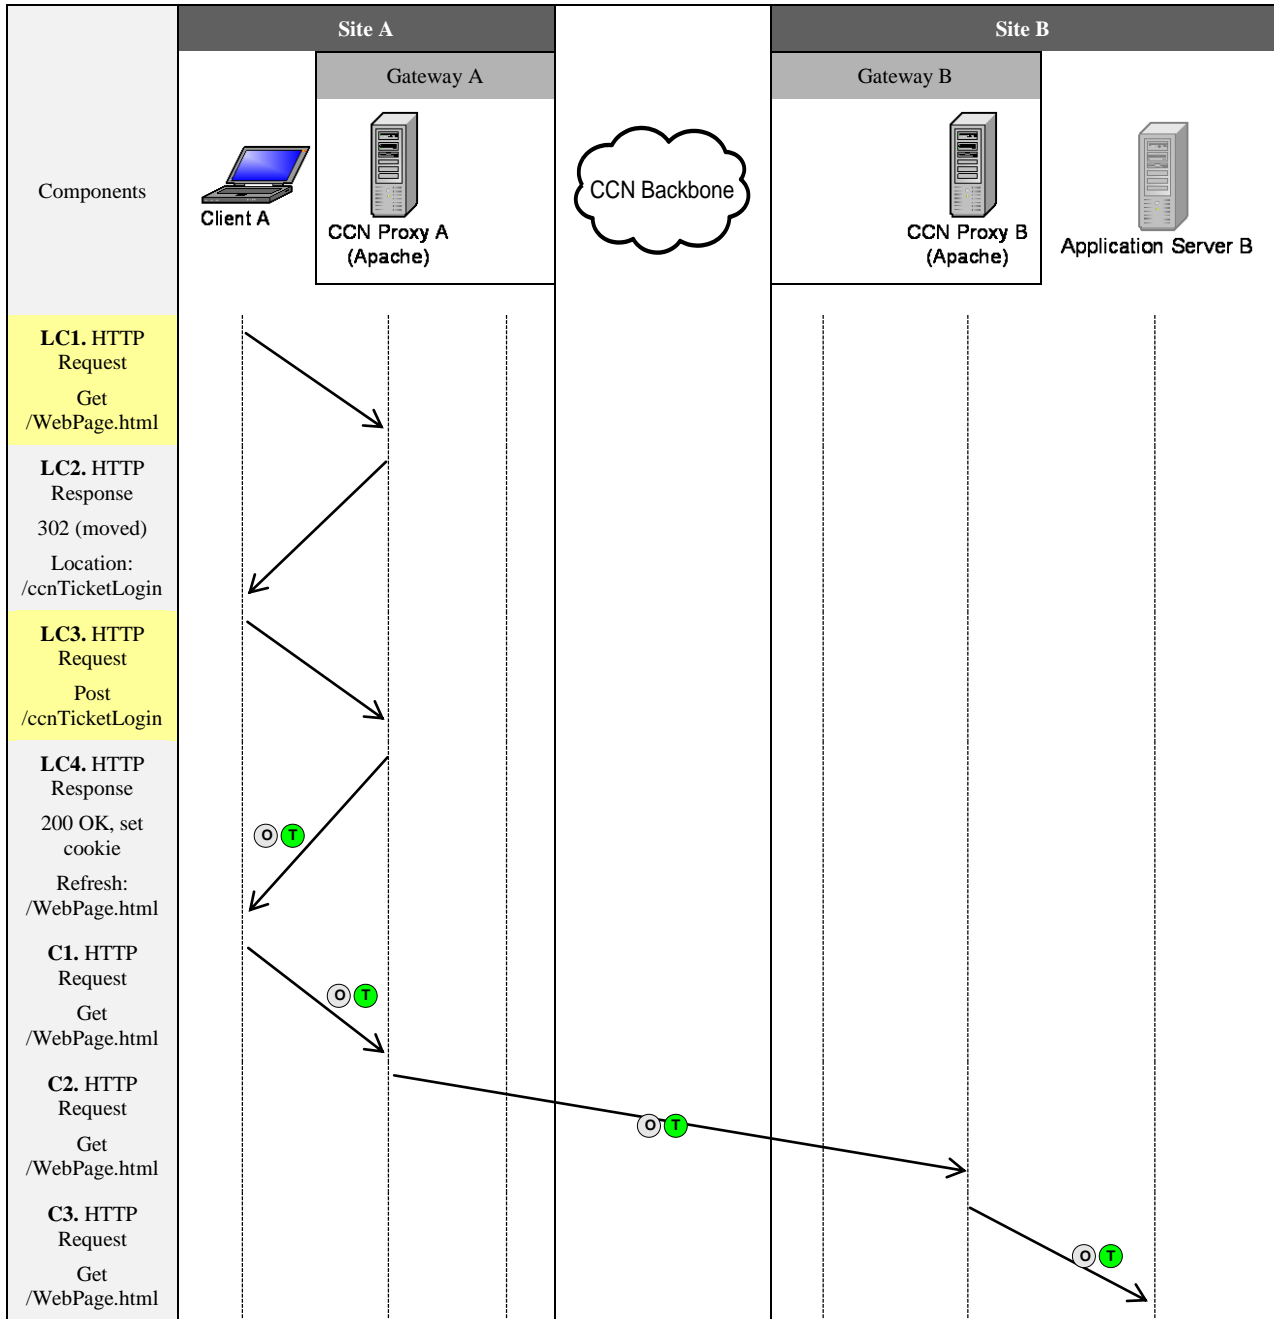 Site A
Site B
Gateway A
Gateway B
Components
Client A
CCN Proxy A
(Apache)
CCN Backbone
CCN Proxy B
(Apache)
Application Server B
LC1. HTTP
Request
Get
/WebPage.html
LC2. HTTP
Response
302 (moved)
Location:
/ccnTicketLogin
LC3. HTTP
Request
Post
/ccnTicketLogin
LC4. HTTP
Response
200 OK, set
cookie
Refresh:
/WebPage.html
O T
C1. HTTP
Request
Get
/WebPage.html
O T
C2. HTTP
Request
Get
/WebPage.html
O T
C3. HTTP
Request
Get
/WebPage.html
O T